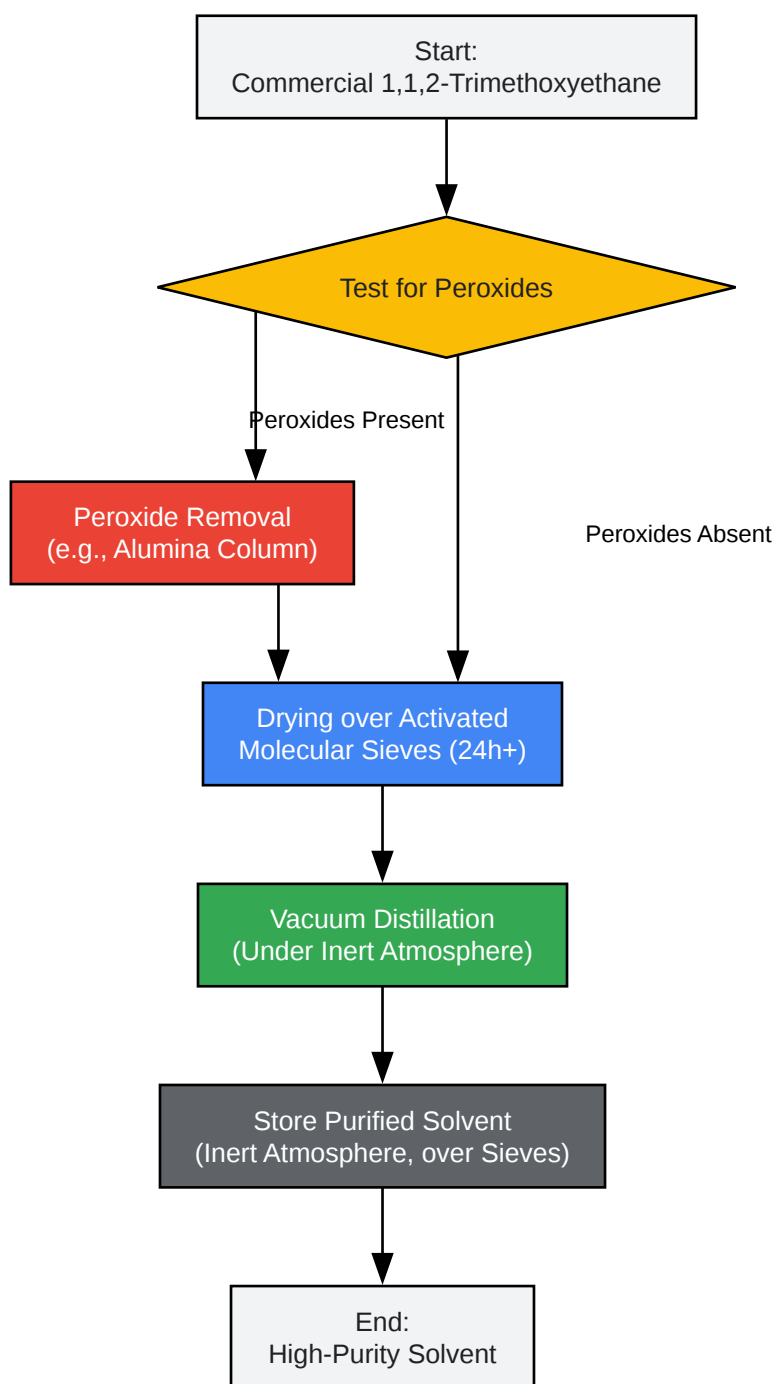 Start:
Commercial 1,1,2-Trimethoxyethane
Test for Peroxides
Peroxides Present
Peroxide Removal
(e.g., Alumina Column)
Peroxides Absent
Drying over Activated
Molecular Sieves (24h+)
Vacuum Distillation
(Under Inert Atmosphere)
Store Purified Solvent
(Inert Atmosphere, over Sieves)
End:
High-Purity Solvent